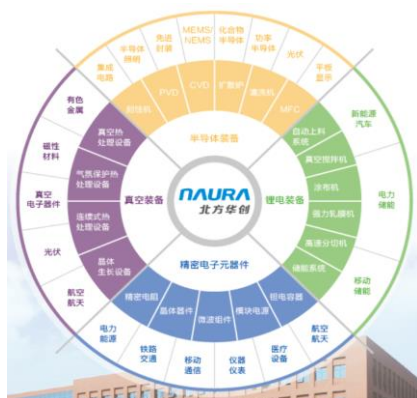 集成
电路
半导体
照明
先进
封装
MEMS/
NEMS
化合物
半导体
功率
半导体
光伏
平板
显示
刻蚀机
PVD
CVD
扩散炉
清洗机
MFC
半导体装备
有色
金属
磁性
材料
真空
电子器件
光伏
航空
航天
真空热
处理设备
气氛保护热
处理设备
连续式热
处理设备
晶体
生长设备
真空装备
NAURA
北方华创
锂电装备
自动上料
系统
真空搅拌机
涂布机
强力轧膜机
高速分切机
储能系统
新能源
汽车
电力
储能
移动
储能
精密电子元器件
精密电阻
晶体器件
微波组件
模块电源
钽电容器
电力
能源
铁路
交通
移动
通信
仪器
仪表
医疗
设备
航空
航天